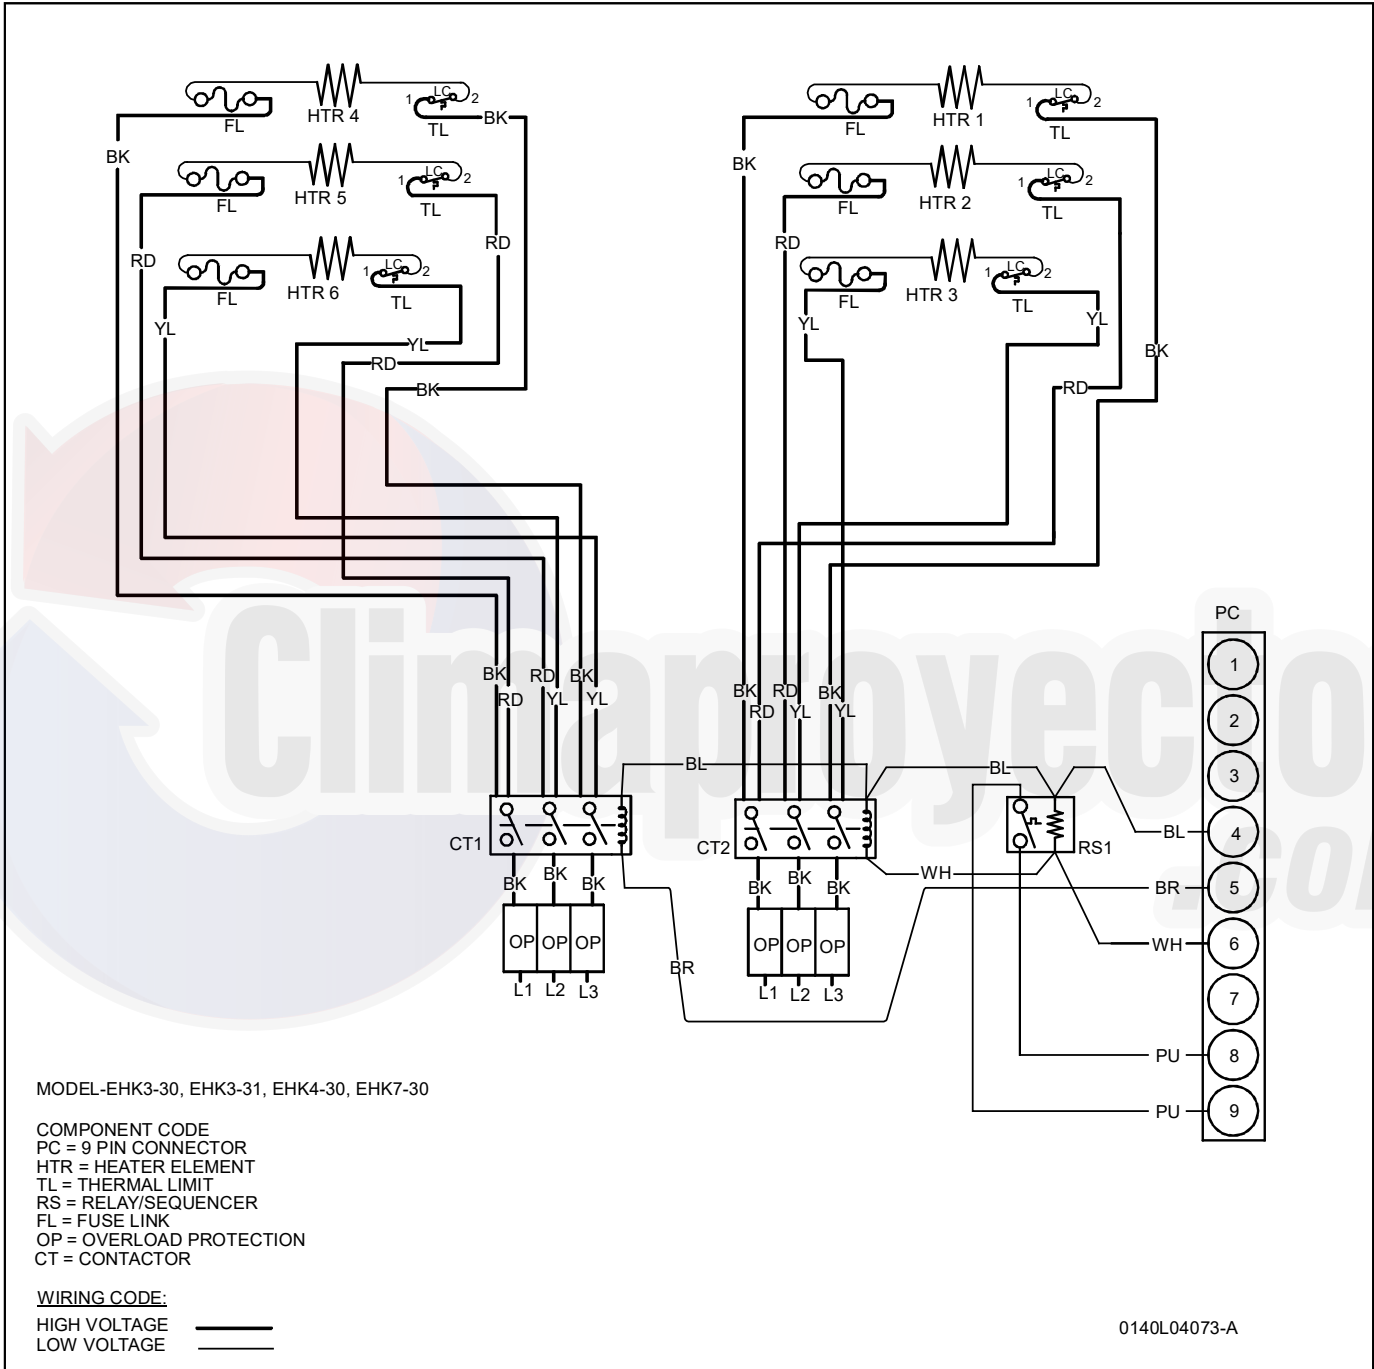 HTR 4
1 LC 2
FL
TL
BK
BK
HTR 5
1 LC 2
FL
TL
RD
RD
HTR 6
1 LC 2
FL
TL
YL
YL
RD
BK
HTR 1
1 LC 2
FL
TL
BK
HTR 2
1 LC 2
FL
TL
RD
HTR 3
1 LC 2
FL
TL
YL
YL
BK
RD
BK RD BK
RD YL YL
BK RD BK
RD YL YL
BL
BL
CT1
CT2
RS1
BK BK BK
OP OP OP
L1 L2 L3
BK BK BK
OP OP OP
L1 L2 L3
WH
BR
PC
1
2
3
BL 4
BR 5
WH 6
7
PU 8
PU 9
Climaproyecto
.co
MODEL-EHK3-30, EHK3-31, EHK4-30, EHK7-30
COMPONENT CODE
PC = 9 PIN CONNECTOR
HTR = HEATER ELEMENT
TL = THERMAL LIMIT
RS = RELAY/SEQUENCER
FL = FUSE LINK
OP = OVERLOAD PROTECTION
CT = CONTACTOR
WIRING CODE:
HIGH VOLTAGE
LOW VOLTAGE
0140L04073-A